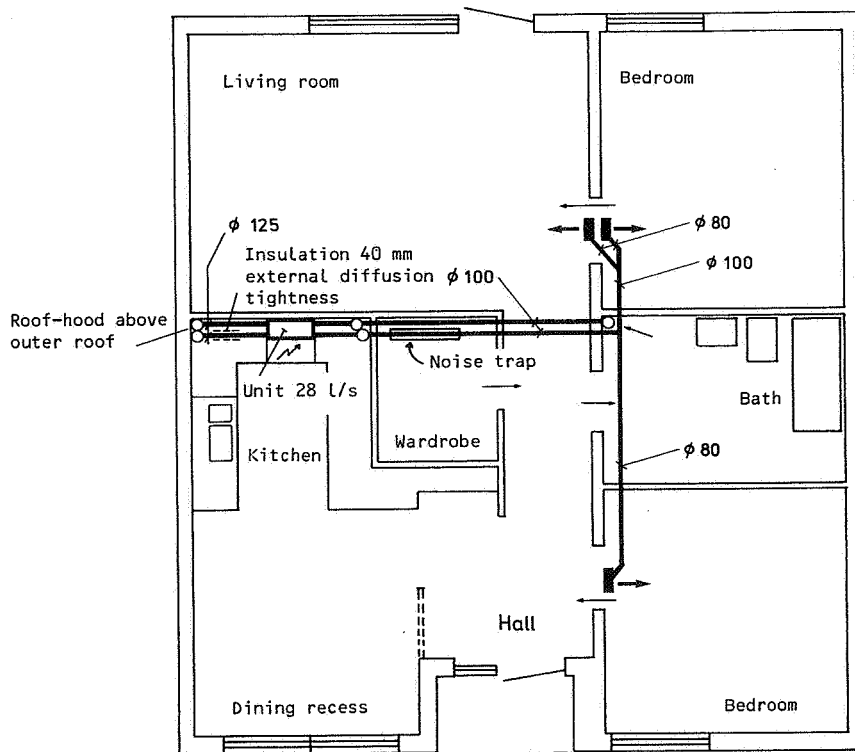 Living room
Bedroom
ϕ 125
ϕ 80
Insulation 40 mm
external diffusion
tightness
ϕ 100
ϕ 100
Roof-hood above
outer roof
Noise trap
Unit 28 l/s
Bath
Wardrobe
Kitchen
ϕ 80
Hall
Dining recess
Bedroom